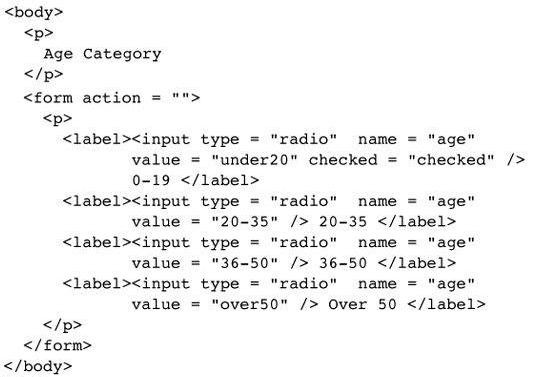 <body>
<p>
Age Category
</p>
<form action = "">
<p>
<label><input type = "radio" name = "age"
value = "under20" checked = "checked" />
0-19 </label>
<label><input type = "radio" name = "age"
value = "20-35" /> 20-35 </label>
<label><input type = "radio" name = "age"
value = "36-50" /> 36-50 </label>
<label><input type = "radio" name = "age"
value = "over50" /> Over 50 </label>
</p>
</form>
</body>